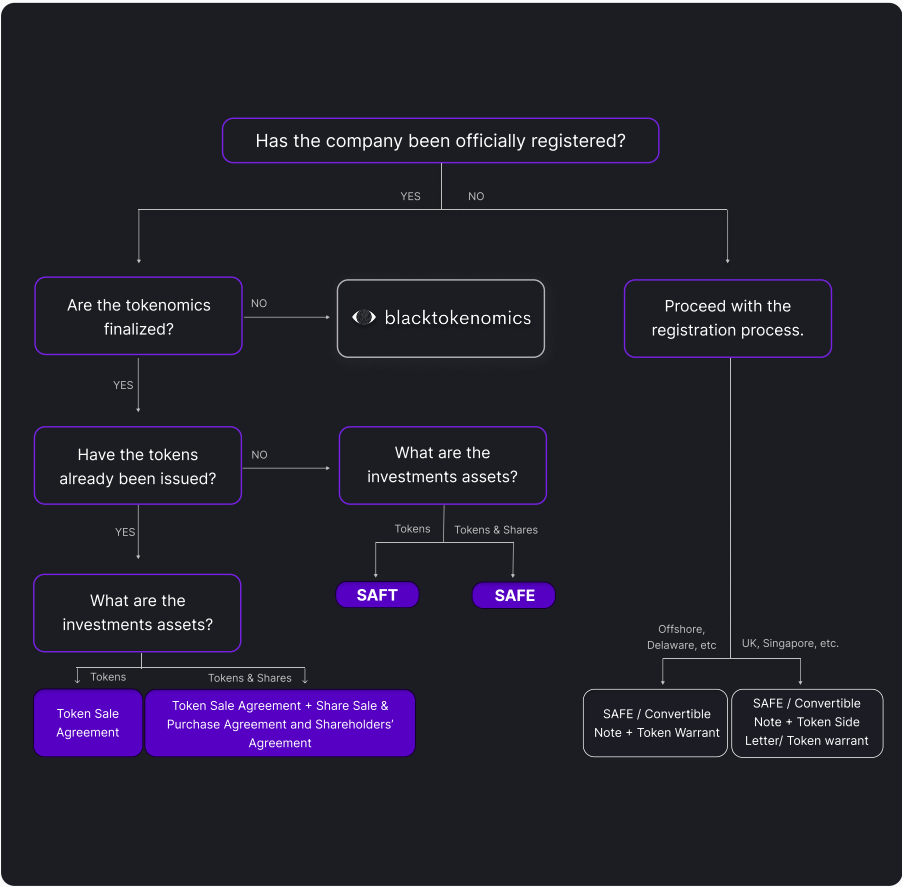 Has the company been officially registered?
YES
NO
Are the tokenomics
finalized?
NO
blacktokenomics
Proceed with the
registration process.
YES
Have the tokens
already been issued?
NO
What are the
investments assets?
Tokens
Tokens & Shares
YES
SAFT
SAFE
What are the
investments assets?
Tokens
Tokens & Shares
Token Sale
Agreement
Token Sale Agreement + Share Sale &
Purchase Agreement and Shareholders’
Agreement
Offshore,
Delaware, etc
UK, Singapore, etc.
SAFE / Convertible
Note + Token Warrant
SAFE / Convertible
Note + Token Side
Letter/ Token warrant